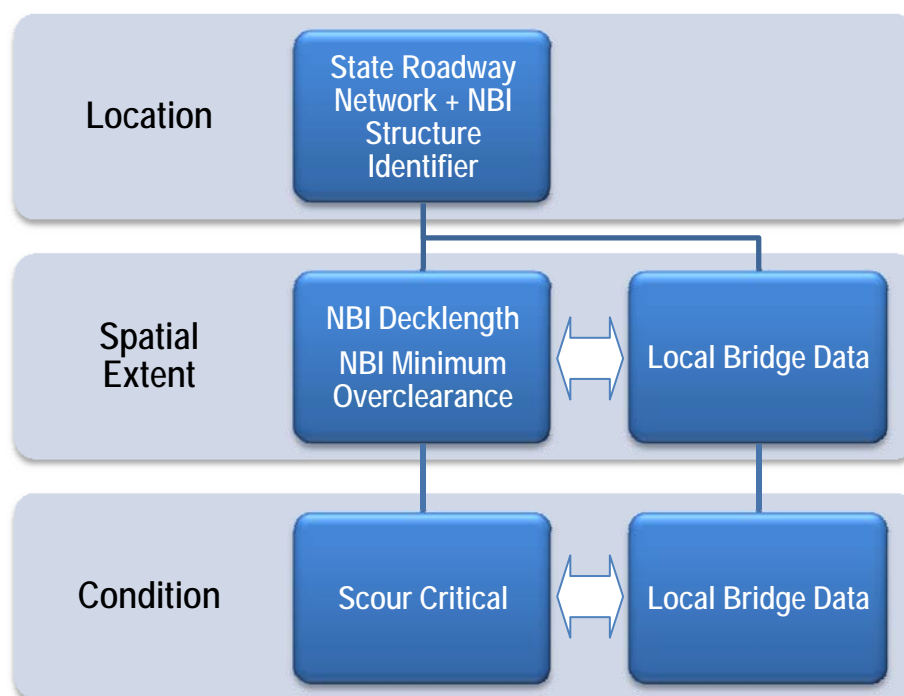 Location
State Roadway
Network + NBI
Structure
Identifier
Spatial
Extent
NBI Decklength
NBI Minimum
Overclearance
Local Bridge Data
Condition
Scour Critical
Local Bridge Data